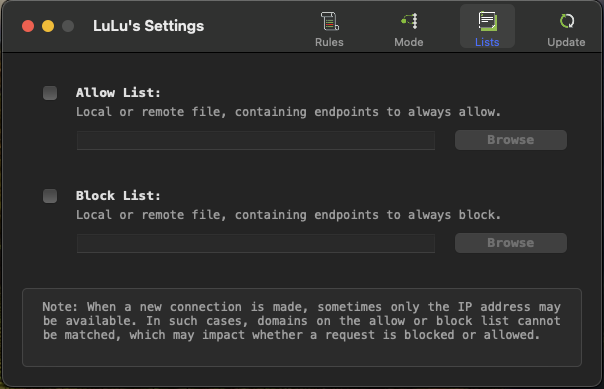 LuLu's Settings
Rules
Mode
Lists
Update
Allow List:
Local or remote file, containing endpoints to always allow.
Browse
Block List:
Local or remote file, containing endpoints to always block.
Browse
Note: When a new connection is made, sometimes only the IP address may
be available. In such cases, domains on the allow or block list cannot
be matched, which may impact whether a request is blocked or allowed.